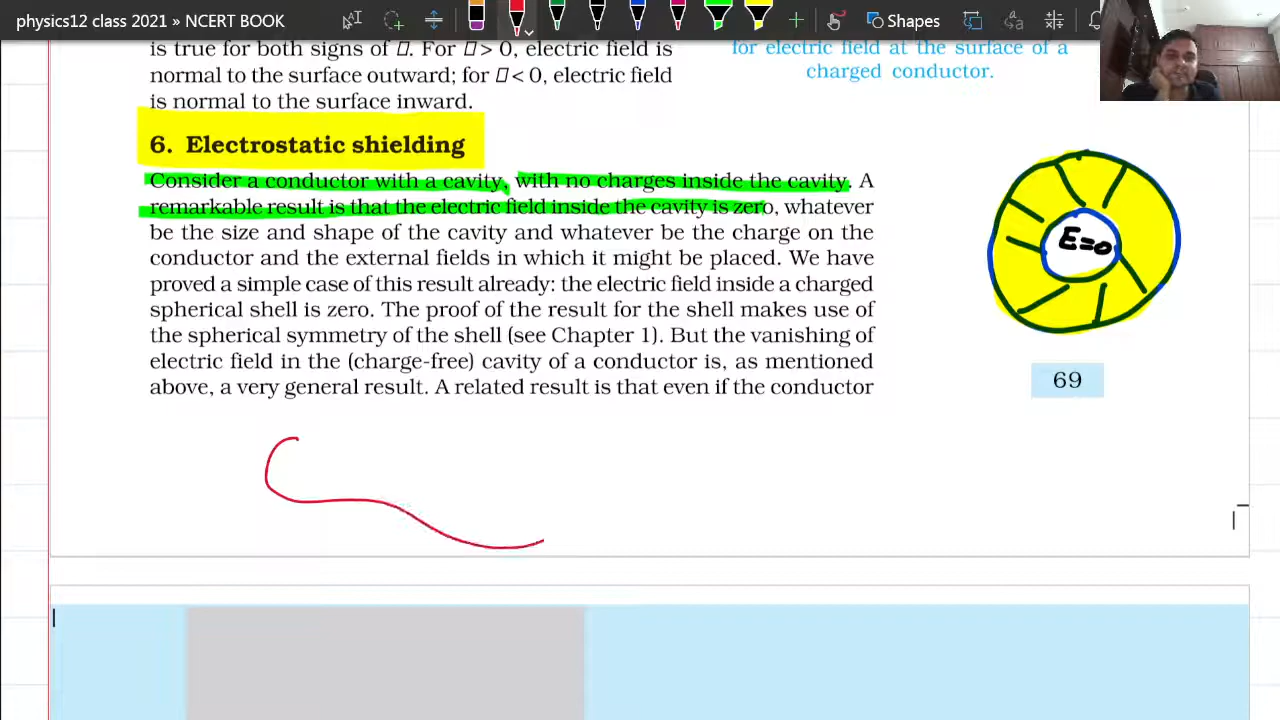 physics12 class 2021 » NCERT BOOK
Shapes
is true for both signs of . For > 0, electric field is
normal to the surface outward; for < 0, electric field
is normal to the surface inward.
for electric field at the surface of a
charged conductor.
6. Electrostatic shielding
Consider a conductor with a cavity, with no charges inside the cavity. A
remarkable result is that the electric field inside the cavity is zero, whatever
be the size and shape of the cavity and whatever be the charge on the
conductor and the external fields in which it might be placed. We have
proved a simple case of this result already: the electric field inside a charged
spherical shell is zero. The proof of the result for the shell makes use of
the spherical symmetry of the shell (see Chapter 1). But the vanishing of
electric field in the (charge-free) cavity of a conductor is, as mentioned
above, a very general result. A related result is that even if the conductor
E=0
69